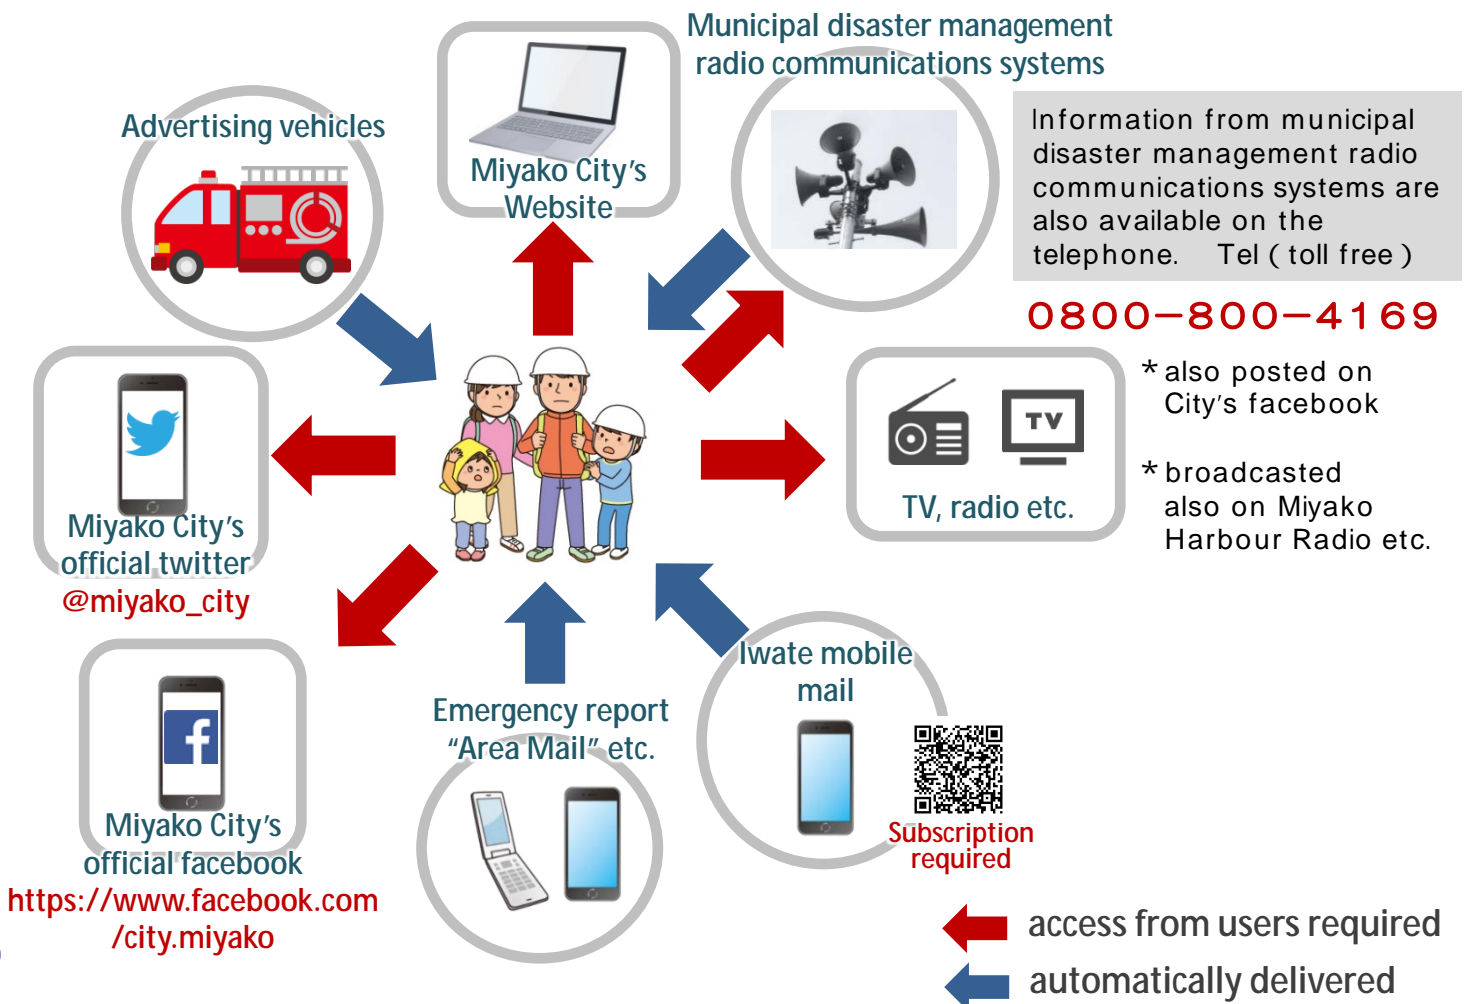 Municipal disaster management
radio communications systems
Advertising vehicles
Miyako City's
Website
Information from municipal
disaster management radio
communications systems are
also available on the
telephone. Tel ( toll free )
0800-800-4169
* also posted on
City's facebook
* broadcasted
also on Miyako
Harbour Radio etc.
TV
TV, radio etc.
Miyako City's
official twitter
@miyako_city
f
Miyako City's
official facebook
https://www.facebook.com
/city.miyako
Emergency report
“Area Mail” etc.
Iwate mobile
mail
Subscription
required
access from users required
automatically delivered